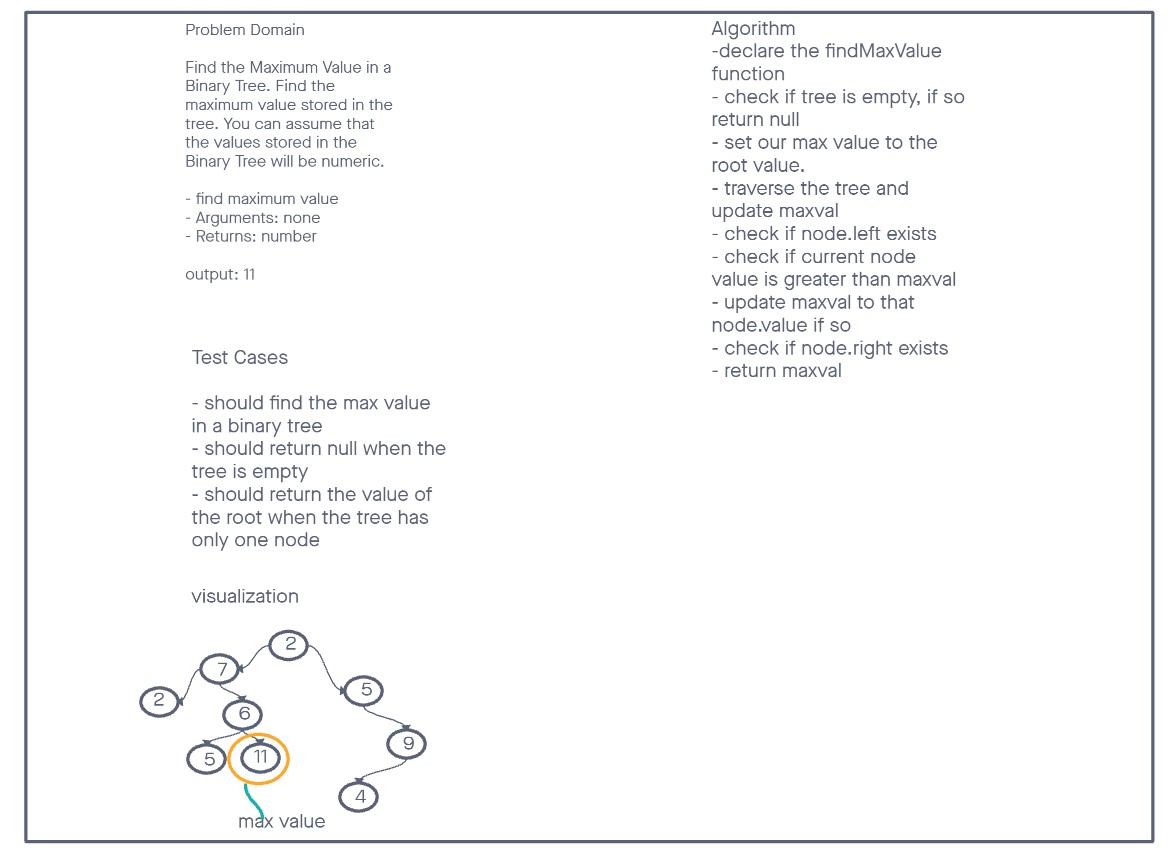 Problem Domain
Find the Maximum Value in a
Binary Tree. Find the
maximum value stored in the
tree. You can assume that
the values stored in the
Binary Tree will be numeric.
- find maximum value
- Arguments: none
- Returns: number
output: 11
Test Cases
- should find the max value
in a binary tree
- should return null when the
tree is empty
- should return the value of
the root when the tree has
only one node
visualization
2
7
5
2
6
9
5
11
4
max value
Algorithm
-declare the findMaxValue
function
- check if tree is empty, if so
return null
- set our max value to the
root value.
- traverse the tree and
update maxval
- check if node.left exists
- check if current node
value is greater than maxval
- update maxval to that
node.value if so
- check if node.right exists
- return maxval